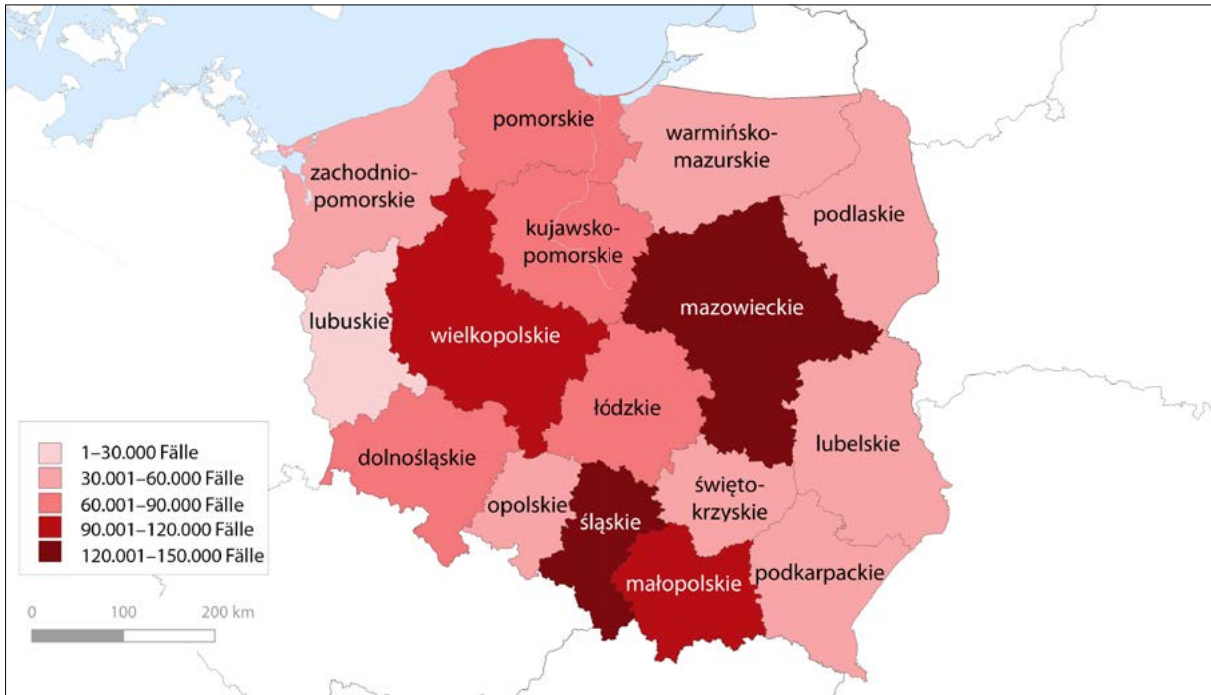 pomorskie
warmińsko-
mazurskie
zachodnio-
pomorskie
podlaskie
kujawsko-
pomorskie
mazowieckie
lubuskie
wielkopolskie
łódzkie
lubelskie
dolnośląskie
święto-
krzyskie
opolskie
śląskie
małopolskie
podkarpackie
1–30.000 Fälle
30.001–60.000 Fälle
60.001–90.000 Fälle
90.001–120.000 Fälle
120.001–150.000 Fälle
0 100 200 km